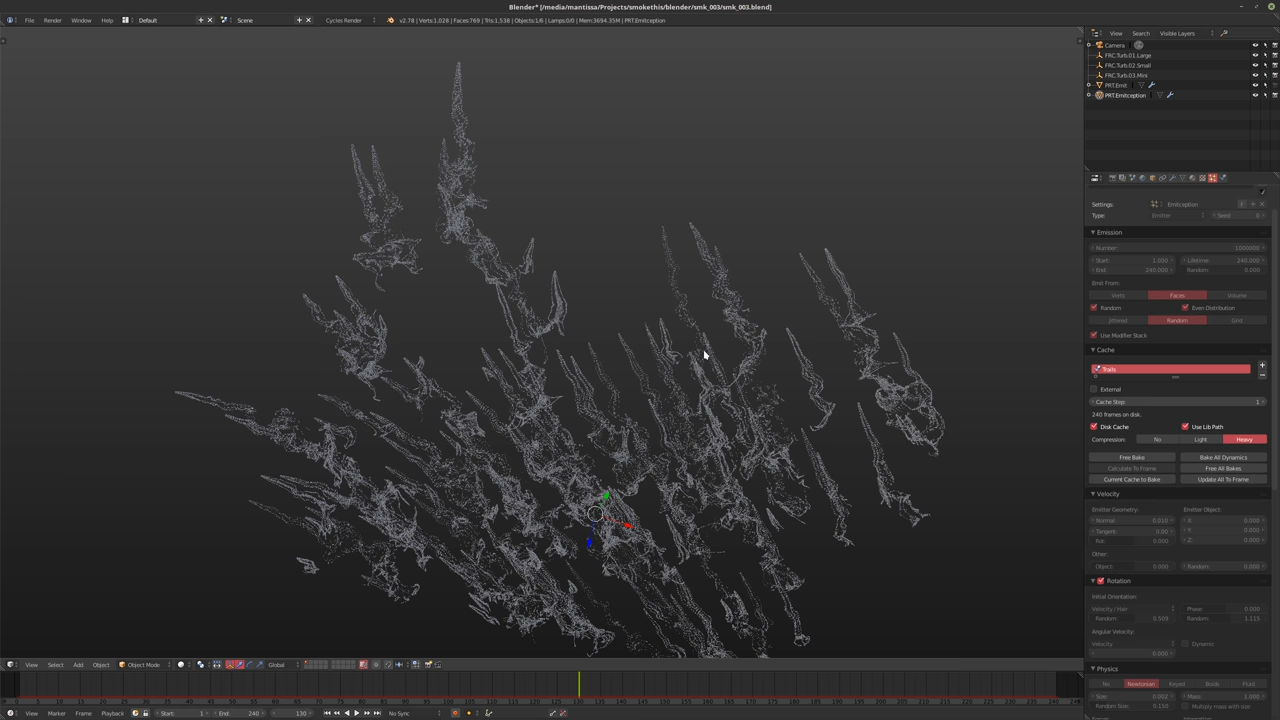 Blender* [/media/mantissa/Projects/smokethis/blender/smk_003/smk_003.blend]
File Render Window Help Default Scene Cycles Render v2.78 | Verts:1,028 | Faces:769 | Tris:1,538 | Objects:1/6 | Lamps:0/0 | Mem:3694.35M | PRT.Emitception
View Search Visible Layers
Camera
FRC.Turb.01.Large
FRC.Turb.02.Small
FRC.Turb.03.Mini
PRT.Emit
PRT.Emitception
Settings: Emitception F
Type: Emitter Seed: 0
Emission
Number: 1000000
Start: 1.000 Lifetime: 240.000
End: 240.000 Random: 0.000
Emit From:
Verts Faces Volume
Random Even Distribution
Jittered Random Grid
Use Modifier Stack
Cache
Trails
External
Cache Step: 1
240 frames on disk.
Disk Cache Use Lib Path
Compression: No Light Heavy
Free Bake Bake All Dynamics
Calculate To Frame Free All Bakes
Current Cache to Bake Update All To Frame
Velocity
Emitter Geometry: Emitter Object:
Normal: 0.010 X: 0.000
Tangent: 0.00 Y: 0.000
Rot: 0.000 Z: 0.000
Other:
Object: 0.000 Random: 0.000
Rotation
Initial Orientation:
Velocity / Hair Phase: 0.000
Random: 0.509 Random: 1.115
Angular Velocity:
Velocity Dynamic
0.000
Physics
No Newtonian Keyed Boids Fluid
Size: 0.002 Mass: 1.000
Random Size: 0.150 Multiply mass with size
View Select Add Object Object Mode Global
View Marker Frame Playback Start: 1 End: 240 130 No Sync